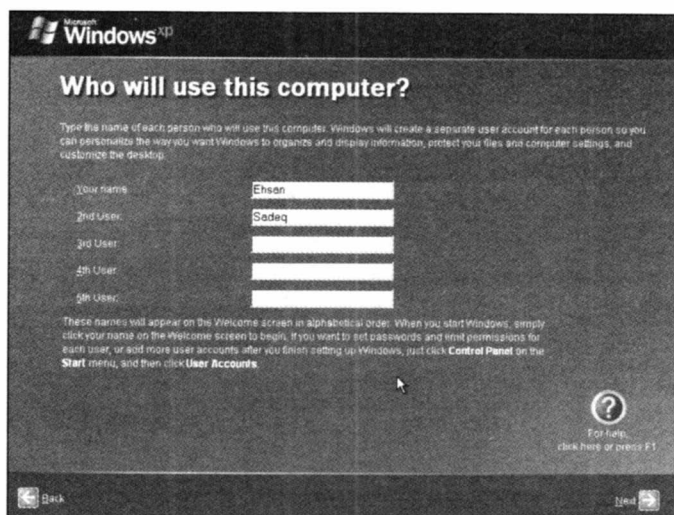 Microsoft
Windows xp
Who will use this computer?
Type the name of each person who will use this computer. Windows will create a separate user account for each person so you
can personalize the way you want Windows to organize and display information, protect your files and computer settings, and
customize the desktop.
Your name:
Ehsan
2nd User:
Sadeq
3rd User:
4th User:
5th User:
These names will appear on the Welcome screen in alphabetical order. When you start Windows, simply
click your name on the Welcome screen to begin. If you want to set passwords and limit permissions for
each user, or add more user accounts after you finish setting up Windows, just click Control Panel on the
Start menu, and then click User Accounts.
?
For help,
click here or press F1
Back
Next